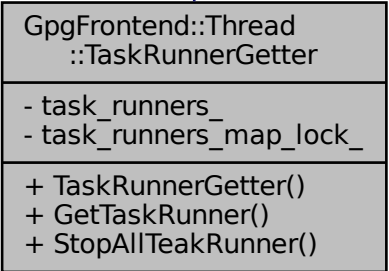 GpgFrontend::Thread
::TaskRunnerGetter
- task_runners_
- task_runners_map_lock_
+ TaskRunnerGetter()
+ GetTaskRunner()
+ StopAllTeakRunner()